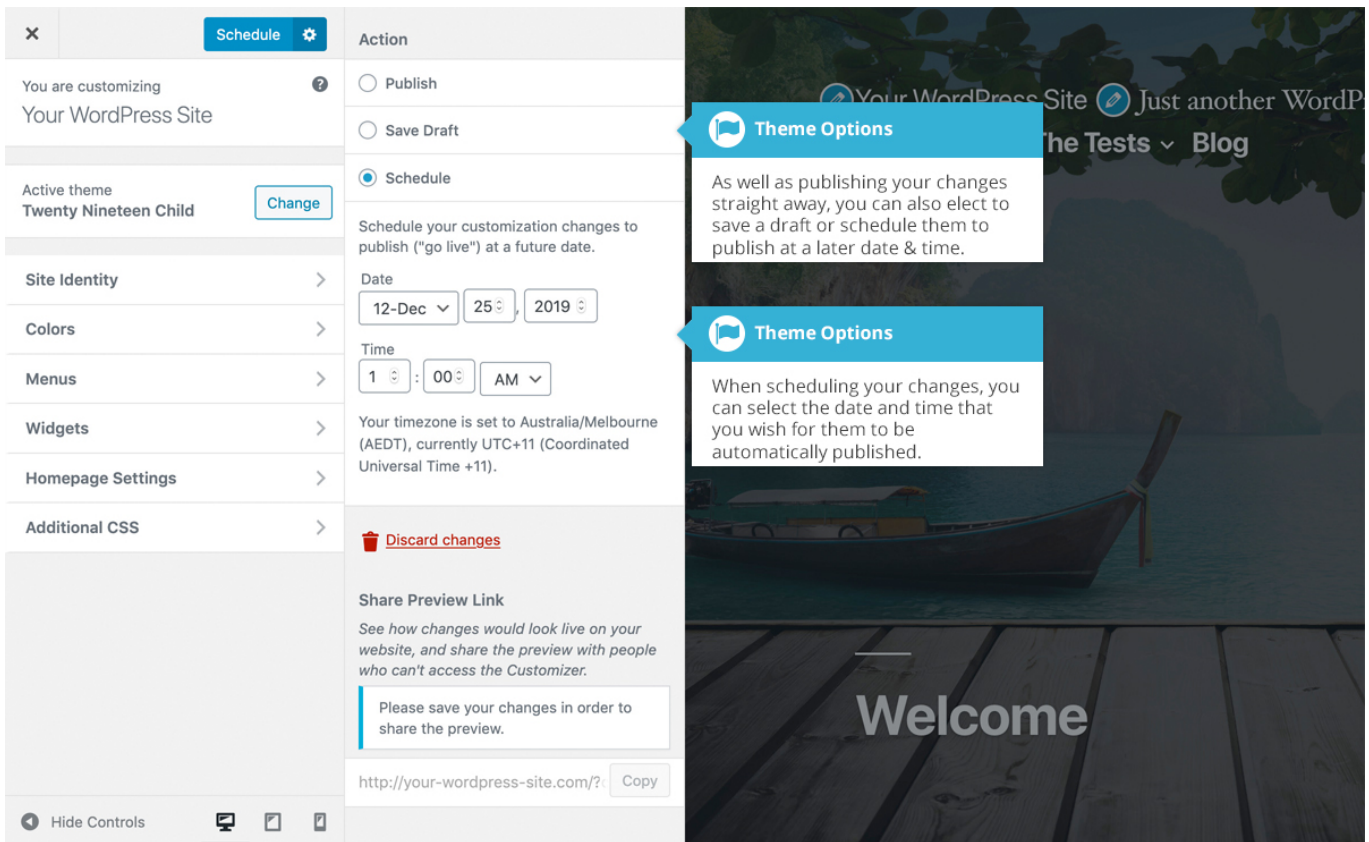 Schedule
You are customizing
Your WordPress Site
Active theme
Twenty Nineteen Child
Change
Site Identity
Colors
Menus
Widgets
Homepage Settings
Additional CSS
Hide Controls
Action
Publish
Save Draft
Schedule
Schedule your customization changes to
publish ("go live") at a future date.
Date
12-Dec 25 , 2019
Time
1 : 00 AM
Your timezone is set to Australia/Melbourne
(AEDT), currently UTC+11 (Coordinated
Universal Time +11).
Discard changes
Share Preview Link
See how changes would look live on your
website, and share the preview with people
who can't access the Customizer.
Please save your changes in order to
share the preview.
http://your-wordpress-site.com/?
Copy
Your WordPress Site Just another WordP
The Tests Blog
Theme Options
As well as publishing your changes
straight away, you can also elect to
save a draft or schedule them to
publish at a later date & time.
Theme Options
When scheduling your changes, you
can select the date and time that
you wish for them to be
automatically published.
Welcome